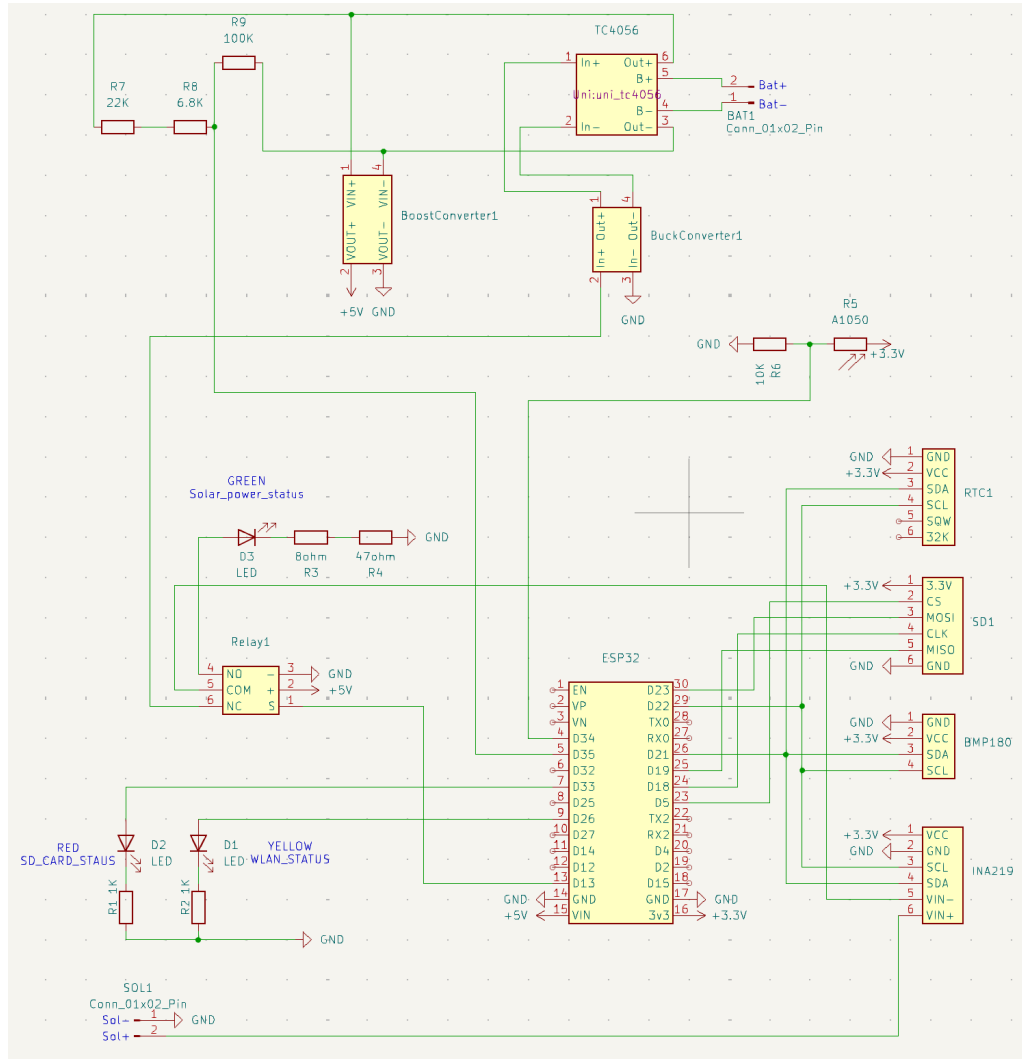 R9
100K
R7
22K
R8
6.8K
TC4056
1 In+ Out+ 6
B+ 5
Uni:uni_tc4056
B- 4
2 In- Out- 3
2 Bat+
1 Bat-
BAT1
Conn_01x02_Pin
1 VIN+ VIN- 4
BoostConverter1
2 VOUT+ VOUT- 3
+5V GND
1 Out+ Out- 4
BuckConverter1
2 In+ In- 3
GND
R5
A1050
GND
+3.3V
10K
R6
GND 1 GND
+3.3V 2 VCC
3 SDA
RTC1
4 SCL
5 SQW
6 32K
GREEN
Solar_power_status
GND
D3
LED
8ohm
R3
47ohm
R4
+3.3V 1 3.3V
2 CS
3 MOSI
SD1
4 CLK
5 MISO
GND 6 GND
Relay1
4 NO - 3 GND
5 COM + 2 +5V
6 NC S 1
ESP32
1 EN D23 30
2 VP D22 29
3 VN TX0 28
4 D34 RX0 27
5 D35 D21 26
6 D32 D19 25
7 D33 D18 24
8 D25 D5 23
9 D26 TX2 22
10 D27 RX2 21
11 D14 D4 20
12 D12 D2 19
13 D13 D15 18
GND 14 GND GND 17 GND
+5V 15 VIN 3v3 16 +3.3V
GND 1 GND
+3.3V 2 VCC
BMP180
3 SDA
4 SCL
+3.3V 1 VCC
GND 2 GND
3 SCL
INA219
4 SDA
5 VIN-
6 VIN+
RED
SD_CARD_STAUS
D2
LED
D1
LED
YELLOW
WLAN_STATUS
R1 1K
R2 1K
GND
SOL1
Conn_01x02_Pin
Sol- 1 GND
Sol+ 2